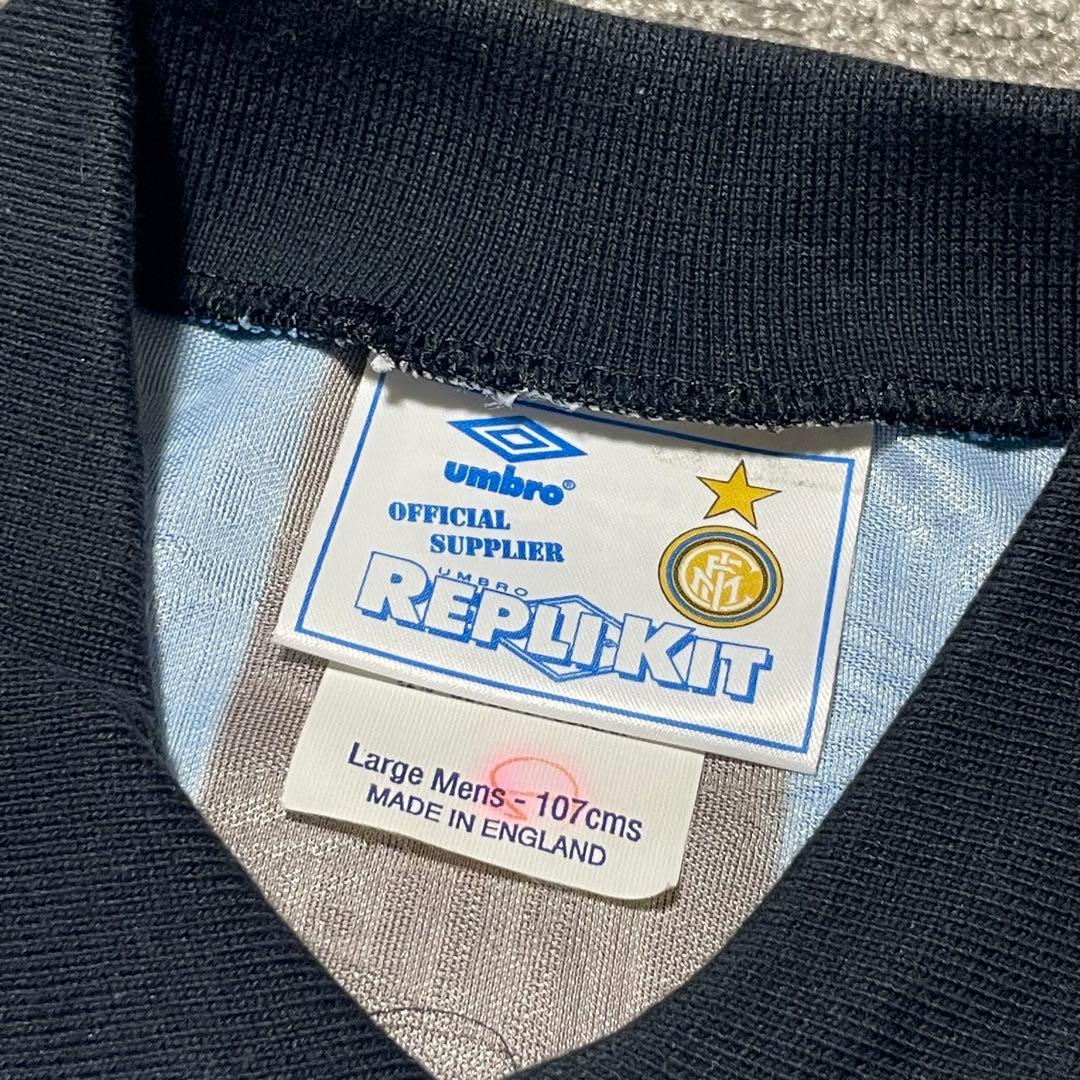 umbro®
OFFICIAL
SUPPLIER
UMBRO
REPLI-KIT
Large Mens - 107cms
MADE IN ENGLAND